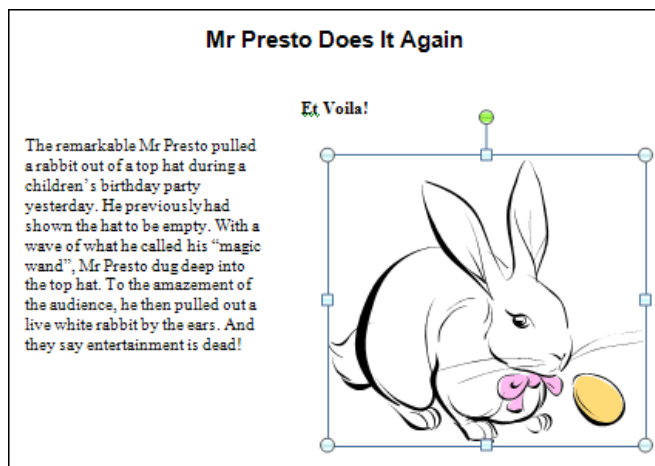 Mr Presto Does It Again
Et Voila!
The remarkable Mr Presto pulled
a rabbit out of a top hat during a
children’s birthday party
yesterday. He previously had
shown the hat to be empty. With a
wave of what he called his “magic
wand”, Mr Presto dug deep into
the top hat. To the amazement of
the audience, he then pulled out a
live white rabbit by the ears. And
they say entertainment is dead!